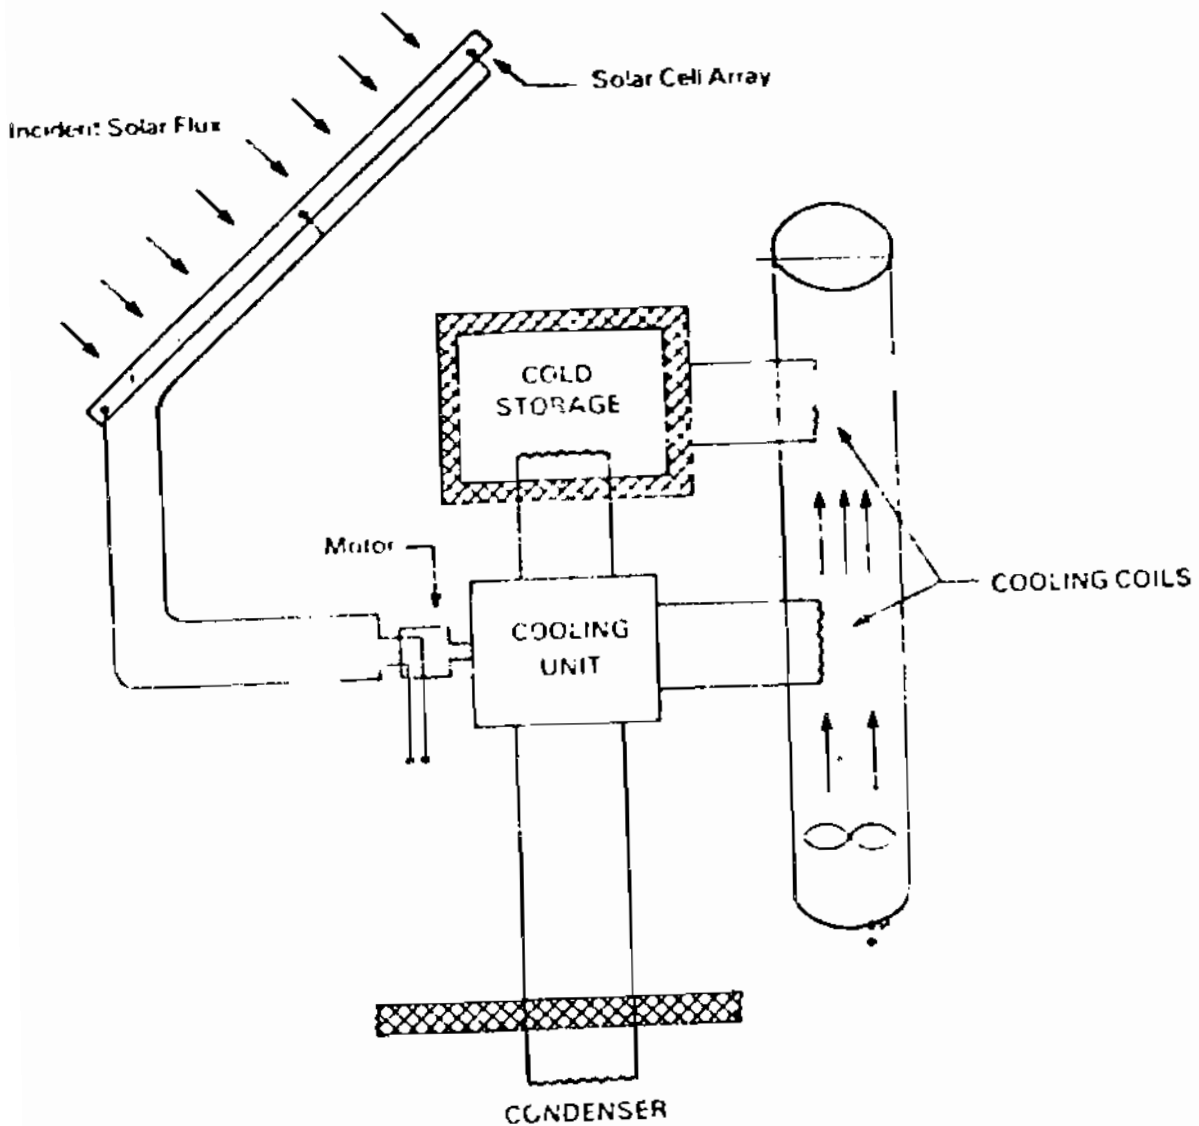 Solar Cell Array
Incident Solar Flux
COLD
STORAGE
Motor
COOLING COILS
COOLING
UNIT
CONDENSER